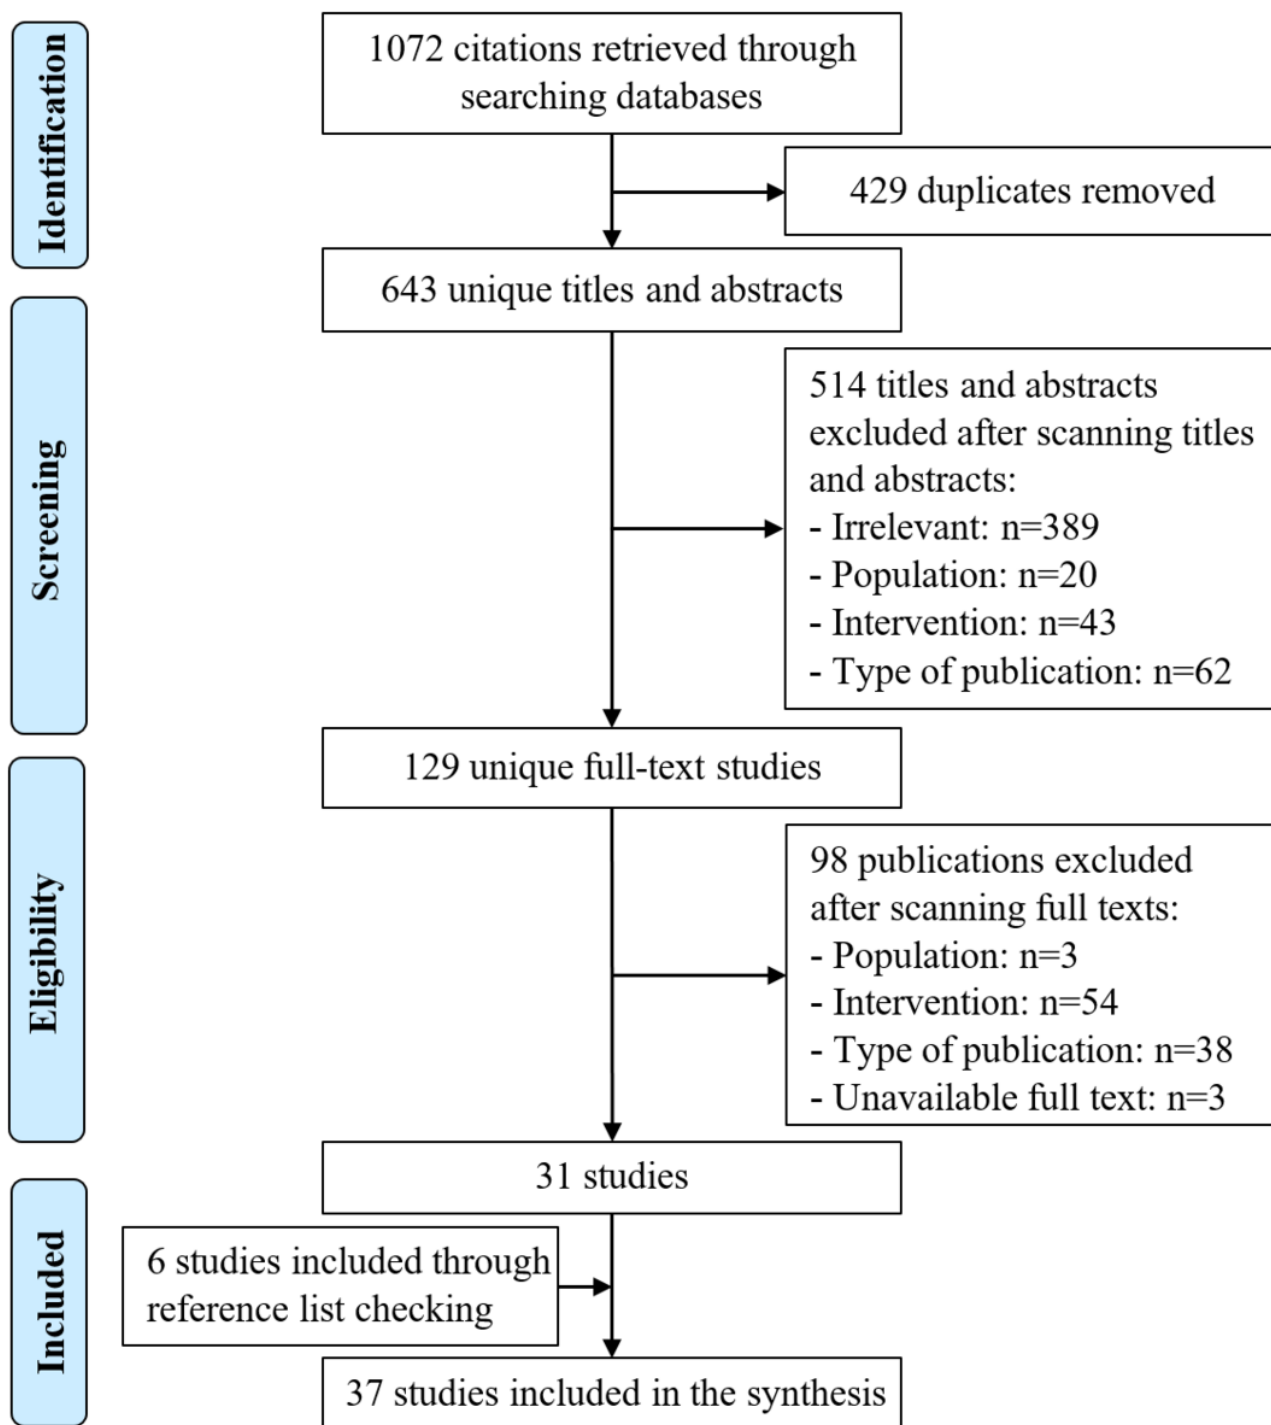 Identification
1072 citations retrieved through
searching databases
429 duplicates removed
643 unique titles and abstracts
Screening
514 titles and abstracts
excluded after scanning titles
and abstracts:
- Irrelevant: n=389
- Population: n=20
- Intervention: n=43
- Type of publication: n=62
129 unique full-text studies
Eligibility
98 publications excluded
after scanning full texts:
- Population: n=3
- Intervention: n=54
- Type of publication: n=38
- Unavailable full text: n=3
31 studies
Included
6 studies included through
reference list checking
37 studies included in the synthesis